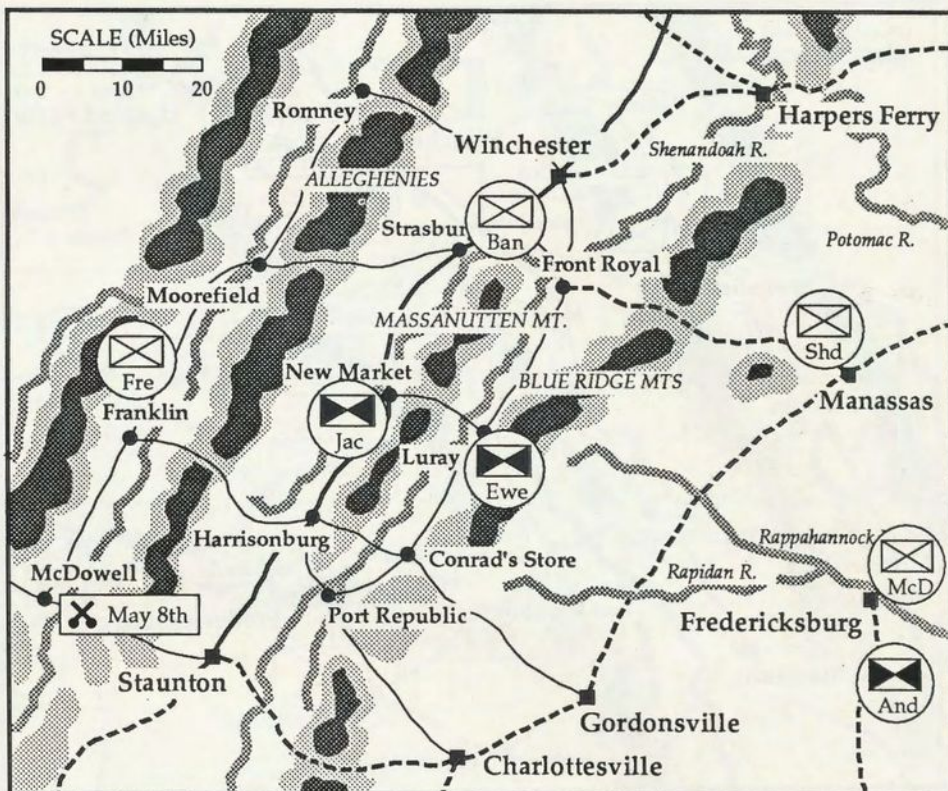 SCALE (Miles)
0 10 20
Romney
Harpers Ferry
Winchester
Shenandoah R.
ALLEGHENIES
Strasbur
Ban
Potomac R.
Front Royal
Moorefield
MASSANUTTEN MT.
Shd
Fre
New Market
BLUE RIDGE MTS
Manassas
Franklin
Jac
Luray
Ewe
Harrisonburg
Rappahannock
Conrad's Store
McDowell
Rapidan R.
McD
May 8th
Port Republic
Fredericksburg
Staunton
And
Gordonsville
Charlottesville